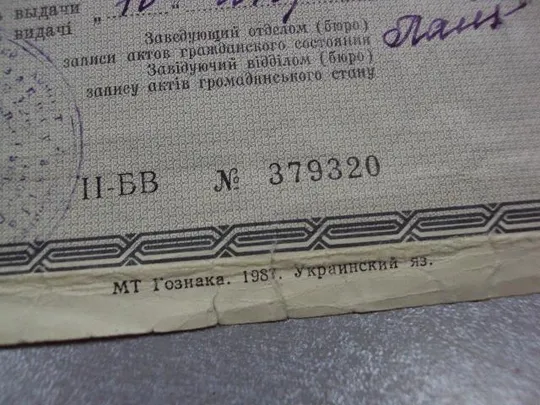 выдачи „
видачі
Заведующий отделом (бюро)
записи актов гражданского состояния
Завідуючий відділом (бюро)
запису актів громадянського стану
II-БВ № 379320
МТ Гознака. 1987. Украинский яз.